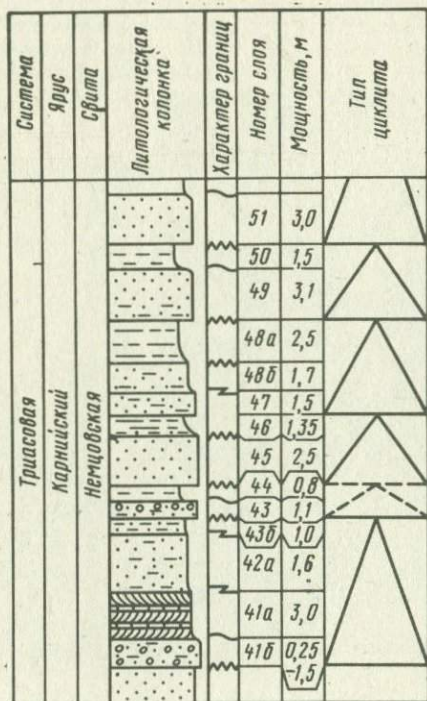 Система
Ярус
Свита
Литологическая
колонка
Характер границ
Номер слоя
Мощность, м
Тип
циклита
Триасовая
Карнийский
Немцовская
51 3,0
50 1,5
49 3,1
48а 2,5
48б 1,7
47 1,5
46 1,35
45 2,5
44 0,8
43 1,1
43б 1,0
42а 1,6
41а 3,0
41б 0,25
-1,5